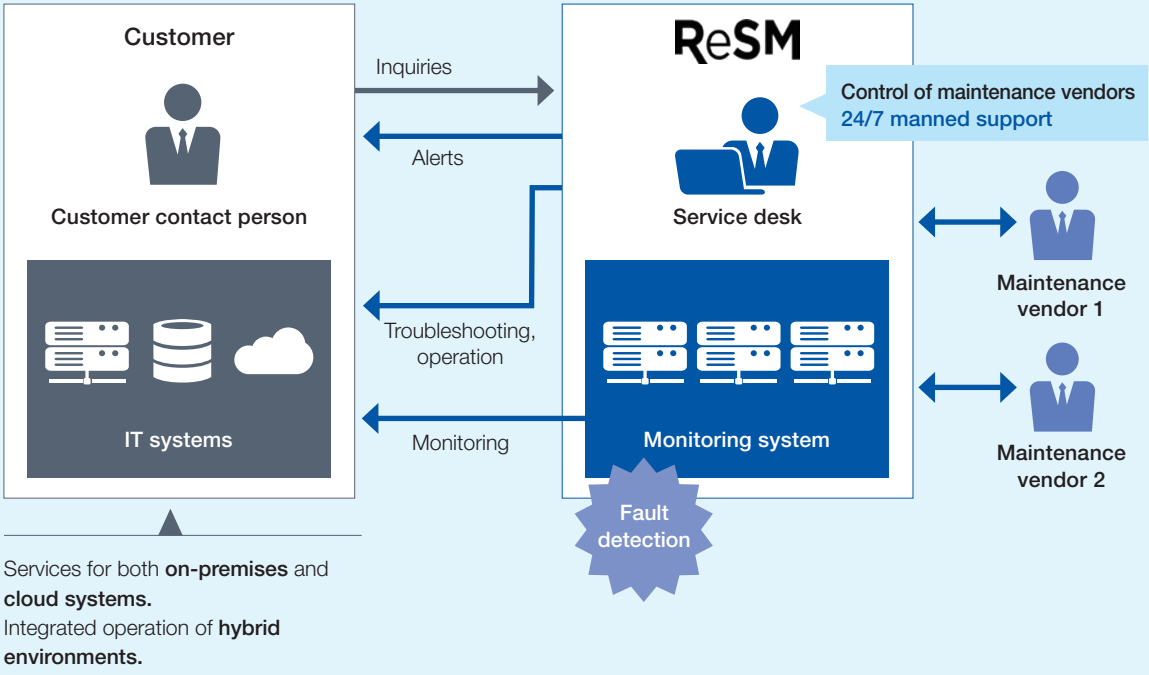 Customer
Customer contact person
IT systems
Inquiries
Alerts
Troubleshooting,
operation
Monitoring
ReSM
Control of maintenance vendors
24/7 manned support
Service desk
Monitoring system
Fault
detection
Maintenance
vendor 1
Maintenance
vendor 2
Services for both on-premises and
cloud systems.
Integrated operation of hybrid
environments.